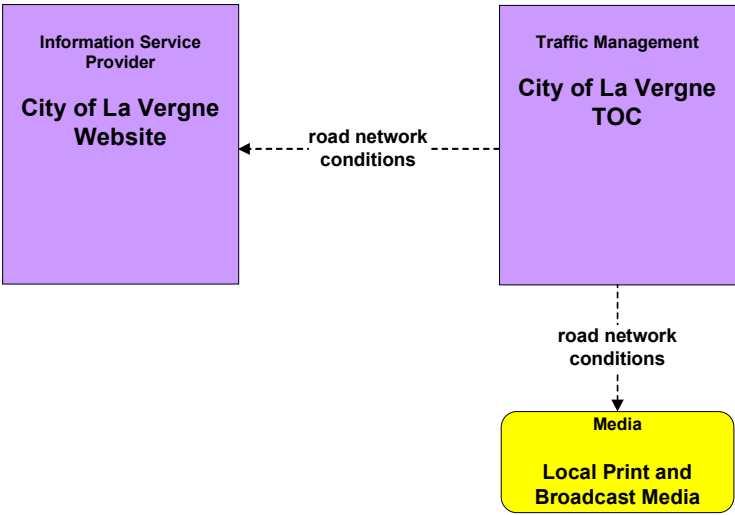 Information Service
Provider
City of La Vergne
Website
road network
conditions
Traffic Management
City of La Vergne
TOC
road network
conditions
Media
Local Print and
Broadcast Media